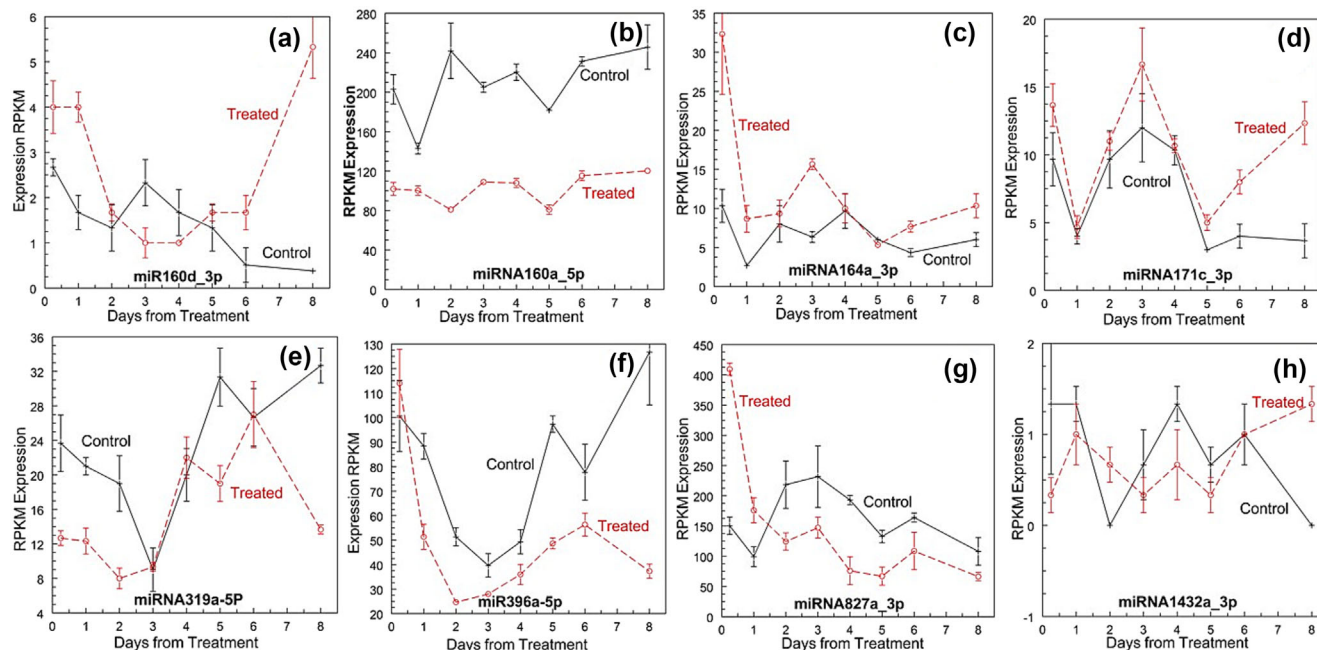 (a)
Expression RPKM
6
5
4
3
2
1
0
Treated
Control
miR160d_3p
0 1 2 3 4 5 6 7 8
Days from Treatment
(b)
RPKM Expression
280
240
200
160
120
80
40
0
Control
Treated
miRNA160a_5p
0 1 2 3 4 5 6 7 8
Days from Treatment
(c)
RPKM Expression
35
30
25
20
15
10
5
0
Treated
Control
miRNA164a_3p
0 1 2 3 4 5 6 7 8
Days from Treatment
(d)
RPKM Expression
20
15
10
5
0
Treated
Control
miRNA171c_3p
0 1 2 3 4 5 6 7 8
Days from Treatment
(e)
RPKM Expression
36
32
28
24
20
16
12
8
4
Control
Treated
miRNA319a-5P
0 1 2 3 4 5 6 7 8
Days from Treatment
(f)
Expression RPKM
130
120
110
100
90
80
70
60
50
40
30
20
Control
Treated
miR396a-5p
0 1 2 3 4 5 6 7 8
Days from Treatment
(g)
RPKM Expression
450
400
350
300
250
200
150
100
50
0
Treated
Control
miRNA827a_3p
0 1 2 3 4 5 6 7 8
Days from Treatment
(h)
RPKM Expression
2
1
0
-1
Treated
Control
miRNA1432a_3p
0 1 2 3 4 5 6 7 8
Days from Treatment